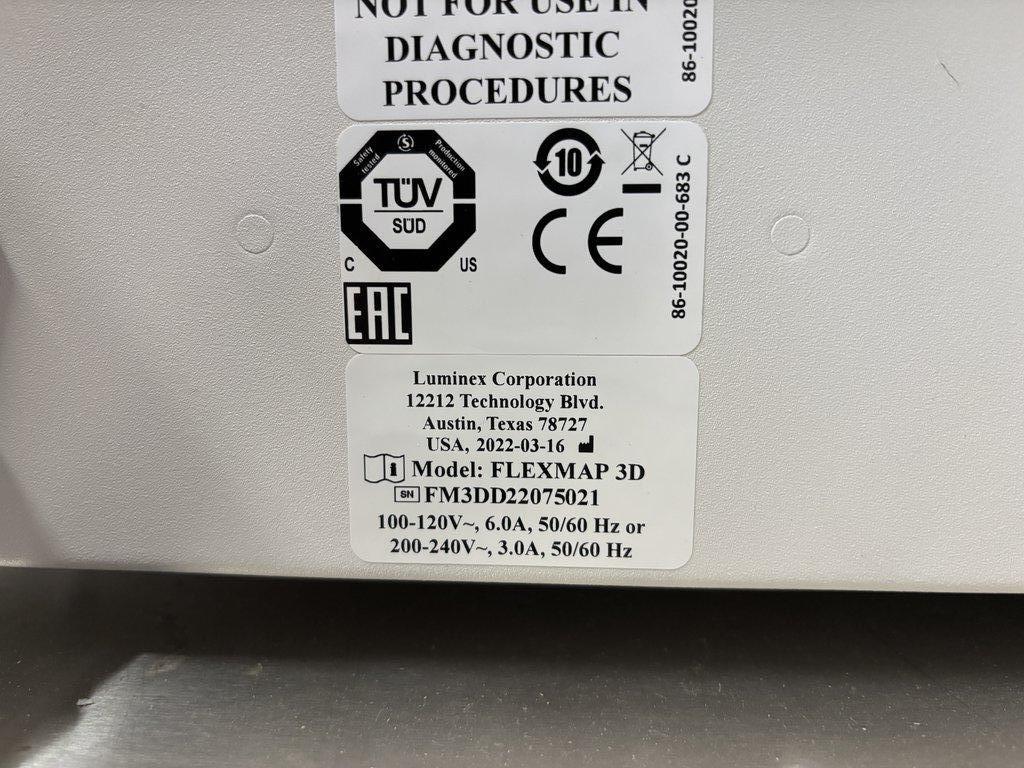 NOT FOR USE IN
DIAGNOSTIC
PROCEDURES
86-10020
Safety tested
S
Production monitored
TÜV
SÜD
C US
10
CE
86-10020-00-683 C
EAC
Luminex Corporation
12212 Technology Blvd.
Austin, Texas 78727
USA, 2022-03-16
i Model: FLEXMAP 3D
SN FM3DD22075021
100-120V~, 6.0A, 50/60 Hz or
200-240V~, 3.0A, 50/60 Hz